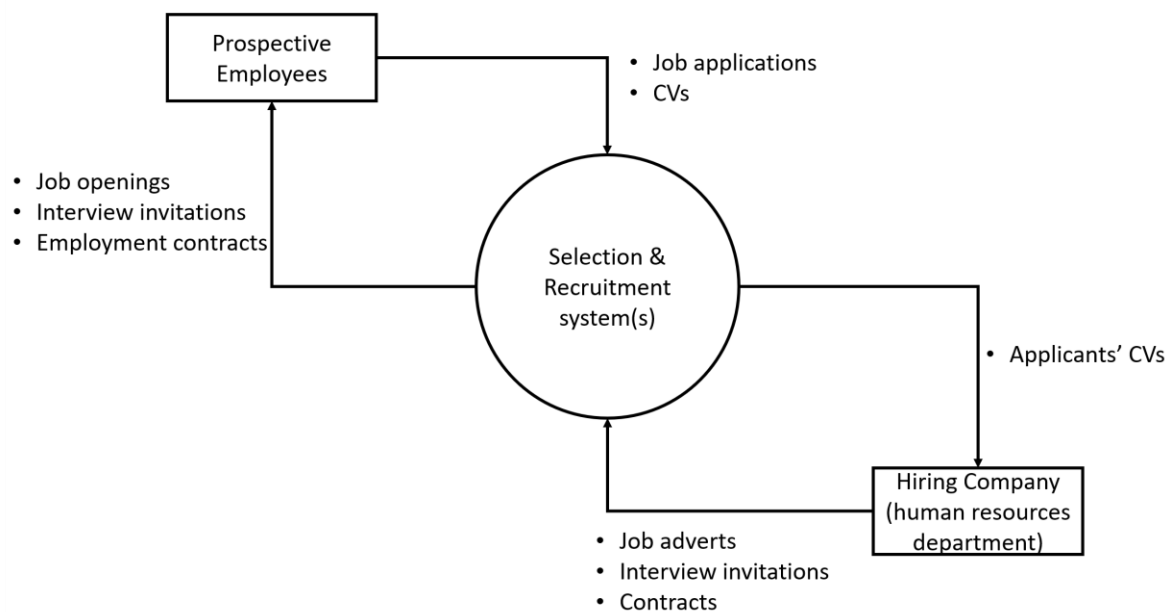 Prospective
Employees
• Job applications
• CVs
• Job openings
• Interview invitations
• Employment contracts
Selection &
Recruitment
system(s)
• Applicants’ CVs
Hiring Company
(human resources
department)
• Job adverts
• Interview invitations
• Contracts